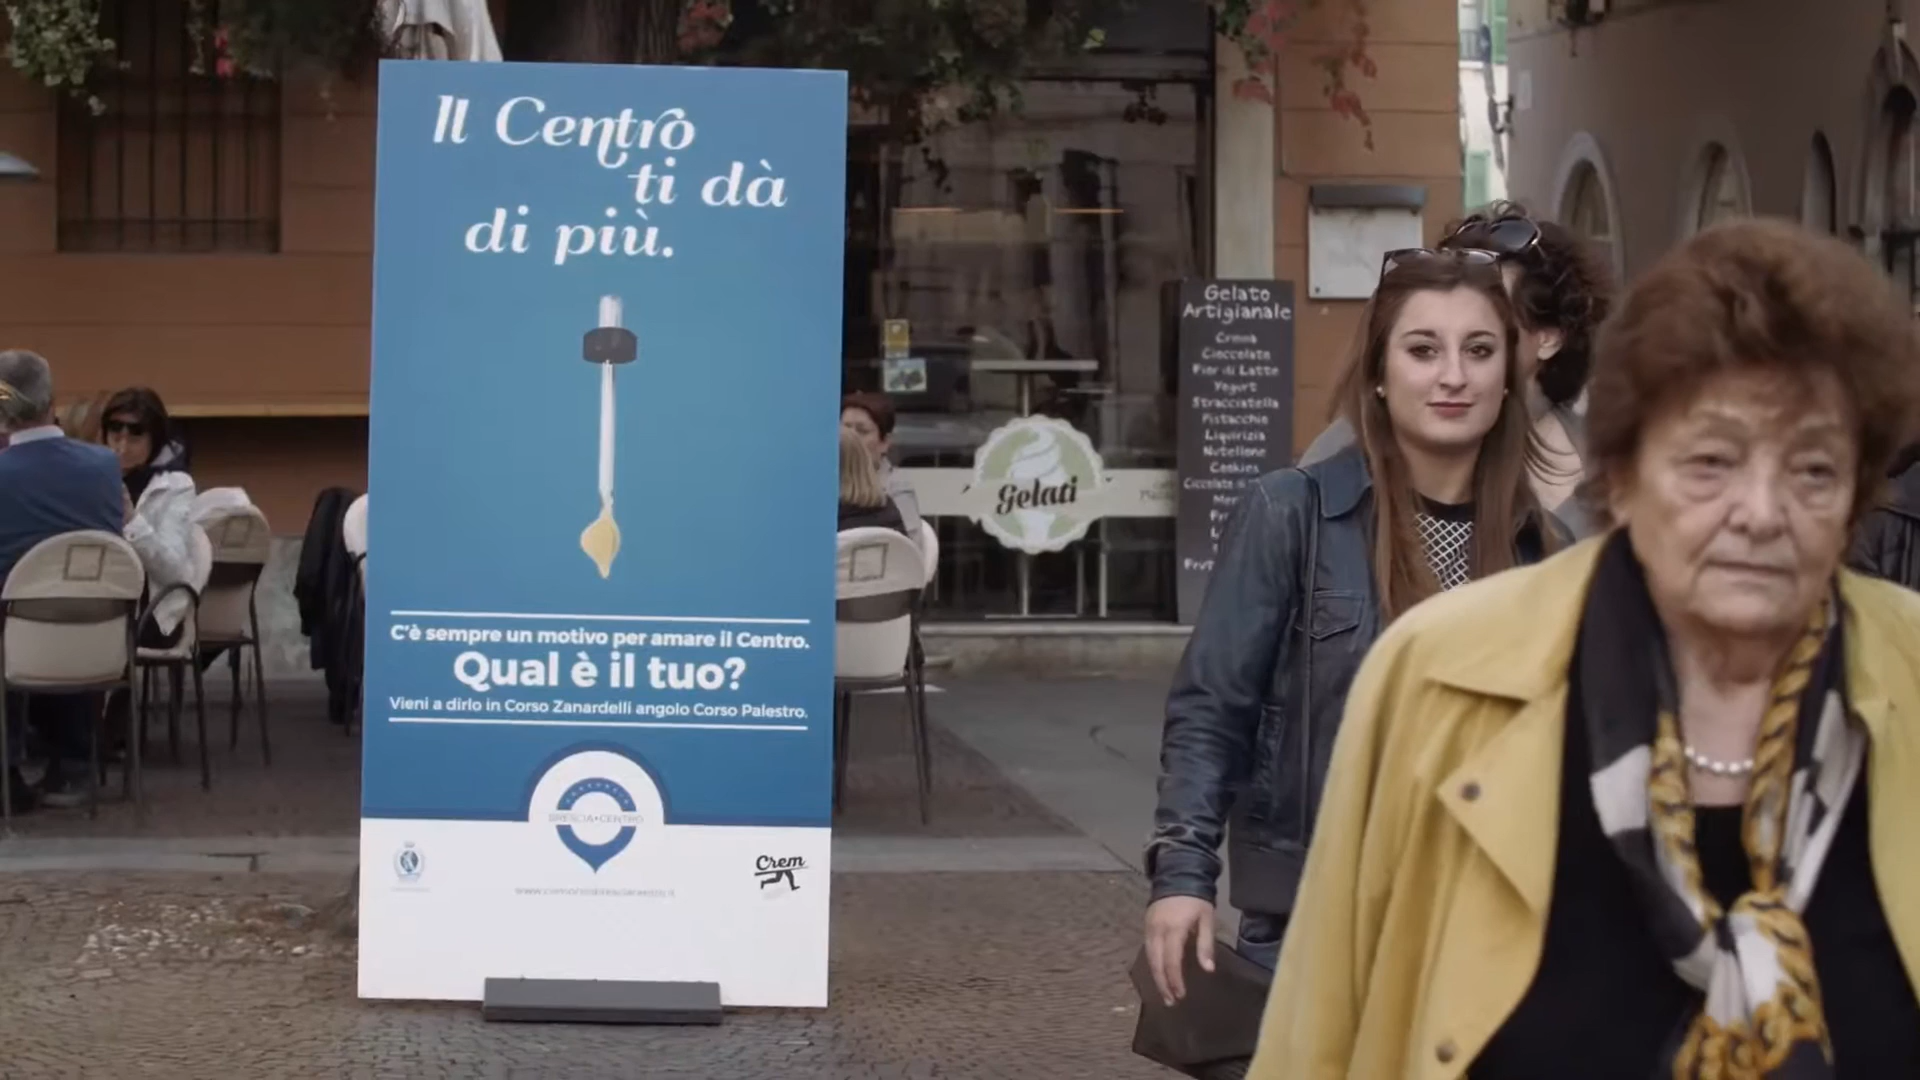 Il Centro
ti dà
di più.
C'è sempre un motivo per amare il Centro.
Qual è il tuo?
Vieni a dirlo in Corso Zanardelli angolo Corso Palestro.
BRESCIA CENTRO
Crem
Gelati
Gelato
Artigianale
Crema
Cioccolato
Fior di Latte
Yogurt
Stracciatella
Pistacchio
Liquirizia
Nutellone
Cookies